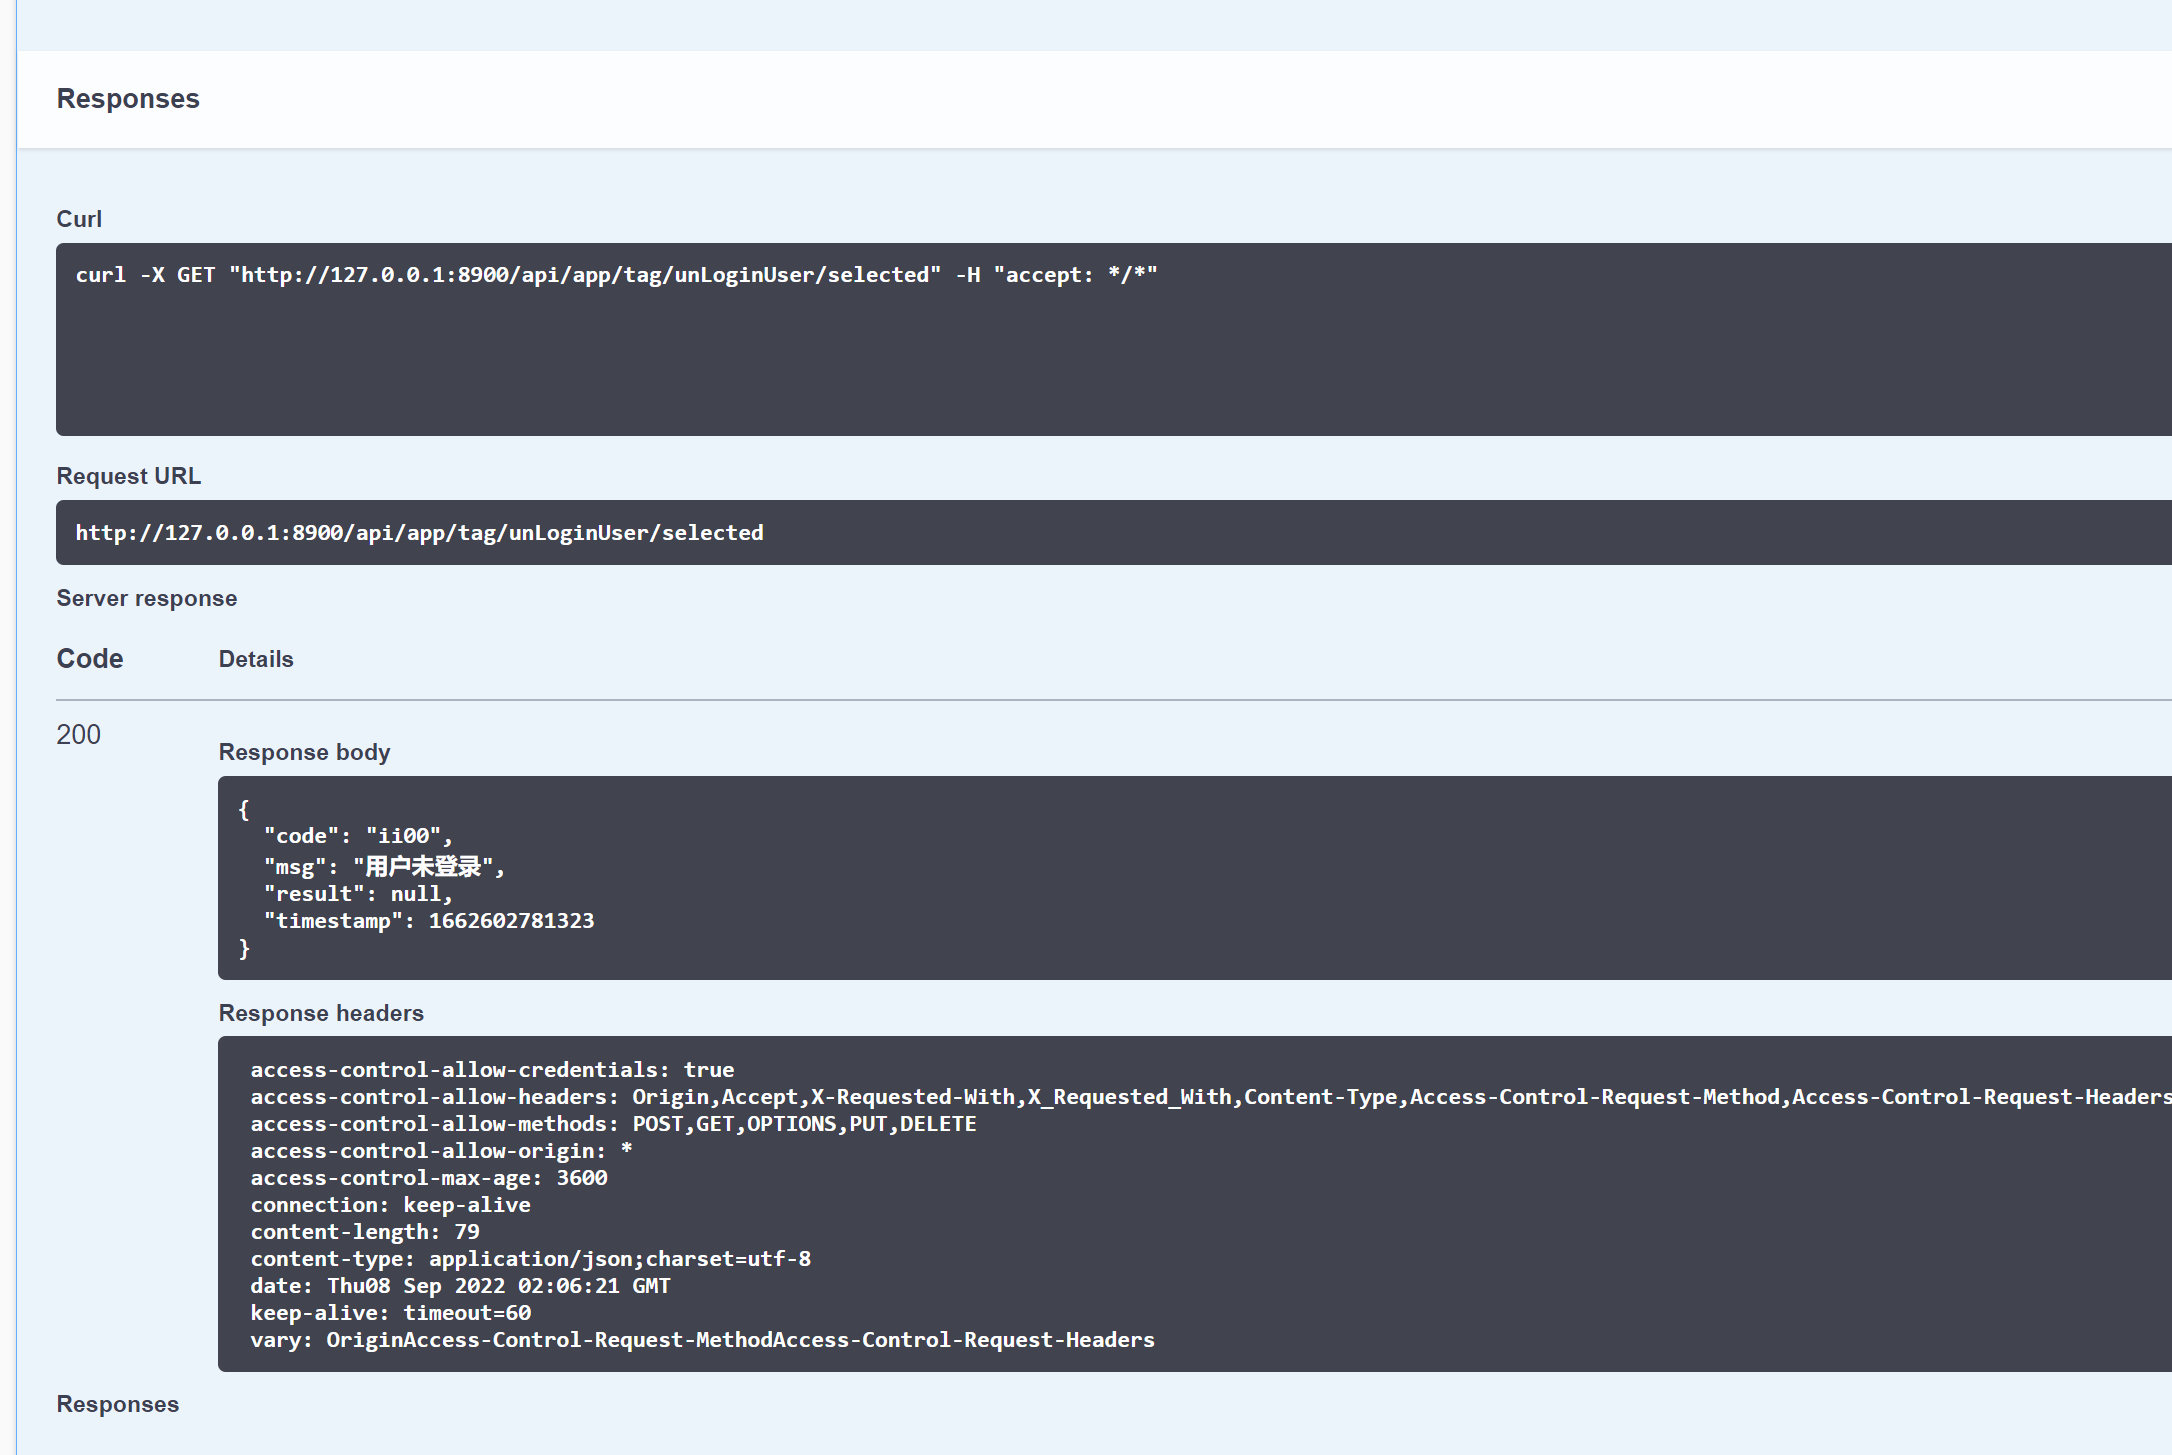 Responses
Curl
curl -X GET "http://127.0.0.1:8900/api/app/tag/unLoginUser/selected" -H "accept: */*"
Request URL
http://127.0.0.1:8900/api/app/tag/unLoginUser/selected
Server response
Code Details
200
Response body
{
"code": "ii00",
"msg": "用户未登录",
"result": null,
"timestamp": 1662602781323
}
Response headers
access-control-allow-credentials: true
access-control-allow-headers: Origin,Accept,X-Requested-With,X_Requested_With,Content-Type,Access-Control-Request-Method,Access-Control-Request-Headers
access-control-allow-methods: POST,GET,OPTIONS,PUT,DELETE
access-control-allow-origin: *
access-control-max-age: 3600
connection: keep-alive
content-length: 79
content-type: application/json;charset=utf-8
date: Thu08 Sep 2022 02:06:21 GMT
keep-alive: timeout=60
vary: OriginAccess-Control-Request-MethodAccess-Control-Request-Headers
Responses